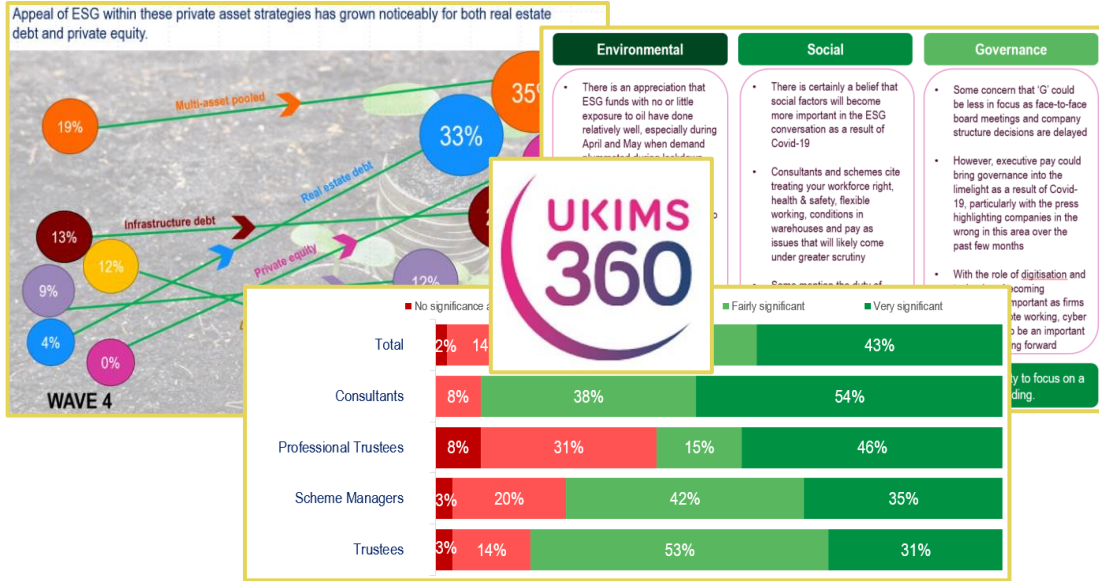 Appeal of ESG within these private asset strategies has grown noticeably for both real estate
debt and private equity.
19%
Multi-asset pooled
35%
33%
Real estate debt
13%
Infrastructure debt
12%
9%
Private equity
12%
4%
0%
WAVE 4
Environmental
• There is an appreciation that
ESG funds with no or little
exposure to oil have done
relatively well, especially during
April and May when demand
Social
• There is certainly a belief that
social factors will become
more important in the ESG
conversation as a result of
Covid-19
• Consultants and schemes cite
treating your workforce right,
health & safety, flexible
working, conditions in
warehouses and pay as
issues that will likely come
under greater scrutiny
Governance
• Some concern that 'G' could
be less in focus as face-to-face
board meetings and company
structure decisions are delayed
• However, executive pay could
bring governance into the
limelight as a result of Covid-
19, particularly with the press
highlighting companies in the
wrong in this area over the
past few months
• With the role of digitisation and
important as firms
working, cyber
to be an important
forward
to focus on a
UKIMS
360
No significance
Fairly significant
Very significant
Total
2%
14
43%
Consultants
8%
38%
54%
Professional Trustees
8%
31%
15%
46%
Scheme Managers
3%
20%
42%
35%
Trustees
3%
14%
53%
31%